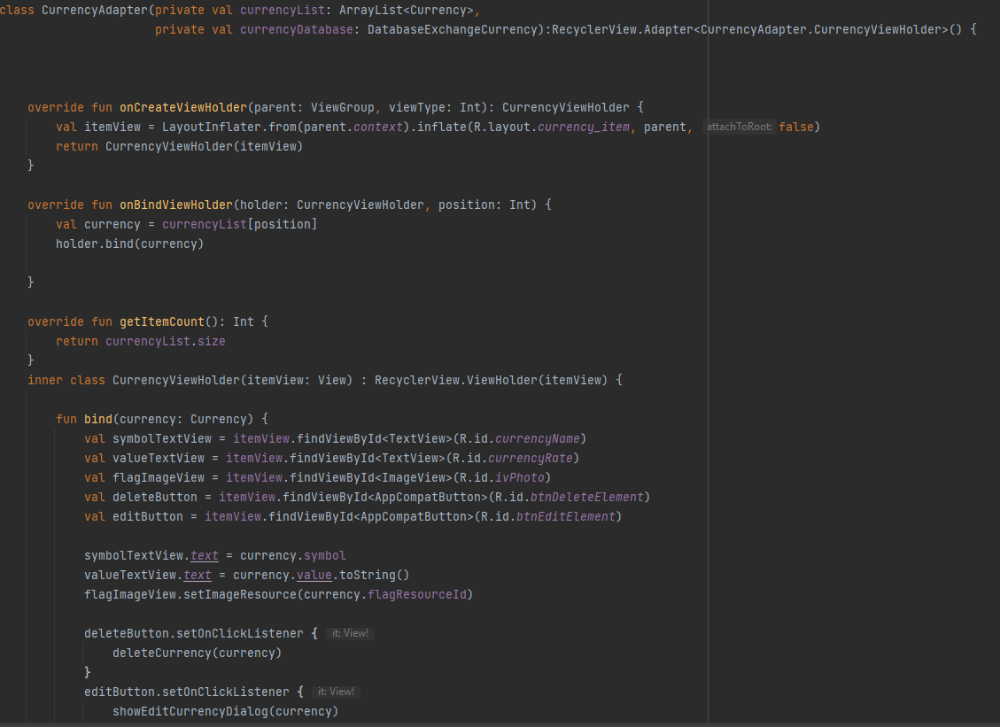 class CurrencyAdapter(private val currencyList: ArrayList<Currency>,
private val currencyDatabase: DatabaseExchangeCurrency):RecyclerView.Adapter<CurrencyAdapter.CurrencyViewHolder>() {
override fun onCreateViewHolder(parent: ViewGroup, viewType: Int): CurrencyViewHolder {
val itemView = LayoutInflater.from(parent.context).inflate(R.layout.currency_item, parent, attachToRoot: false)
return CurrencyViewHolder(itemView)
}
override fun onBindViewHolder(holder: CurrencyViewHolder, position: Int) {
val currency = currencyList[position]
holder.bind(currency)
}
override fun getItemCount(): Int {
return currencyList.size
}
inner class CurrencyViewHolder(itemView: View) : RecyclerView.ViewHolder(itemView) {
fun bind(currency: Currency) {
val symbolTextView = itemView.findViewById<TextView>(R.id.currencyName)
val valueTextView = itemView.findViewById<TextView>(R.id.currencyRate)
val flagImageView = itemView.findViewById<ImageView>(R.id.ivPhoto)
val deleteButton = itemView.findViewById<AppCompatButton>(R.id.btnDeleteElement)
val editButton = itemView.findViewById<AppCompatButton>(R.id.btnEditElement)
symbolTextView.text = currency.symbol
valueTextView.text = currency.value.toString()
flagImageView.setImageResource(currency.flagResourceId)
deleteButton.setOnClickListener { it: View!
deleteCurrency(currency)
}
editButton.setOnClickListener { it: View!
showEditCurrencyDialog(currency)